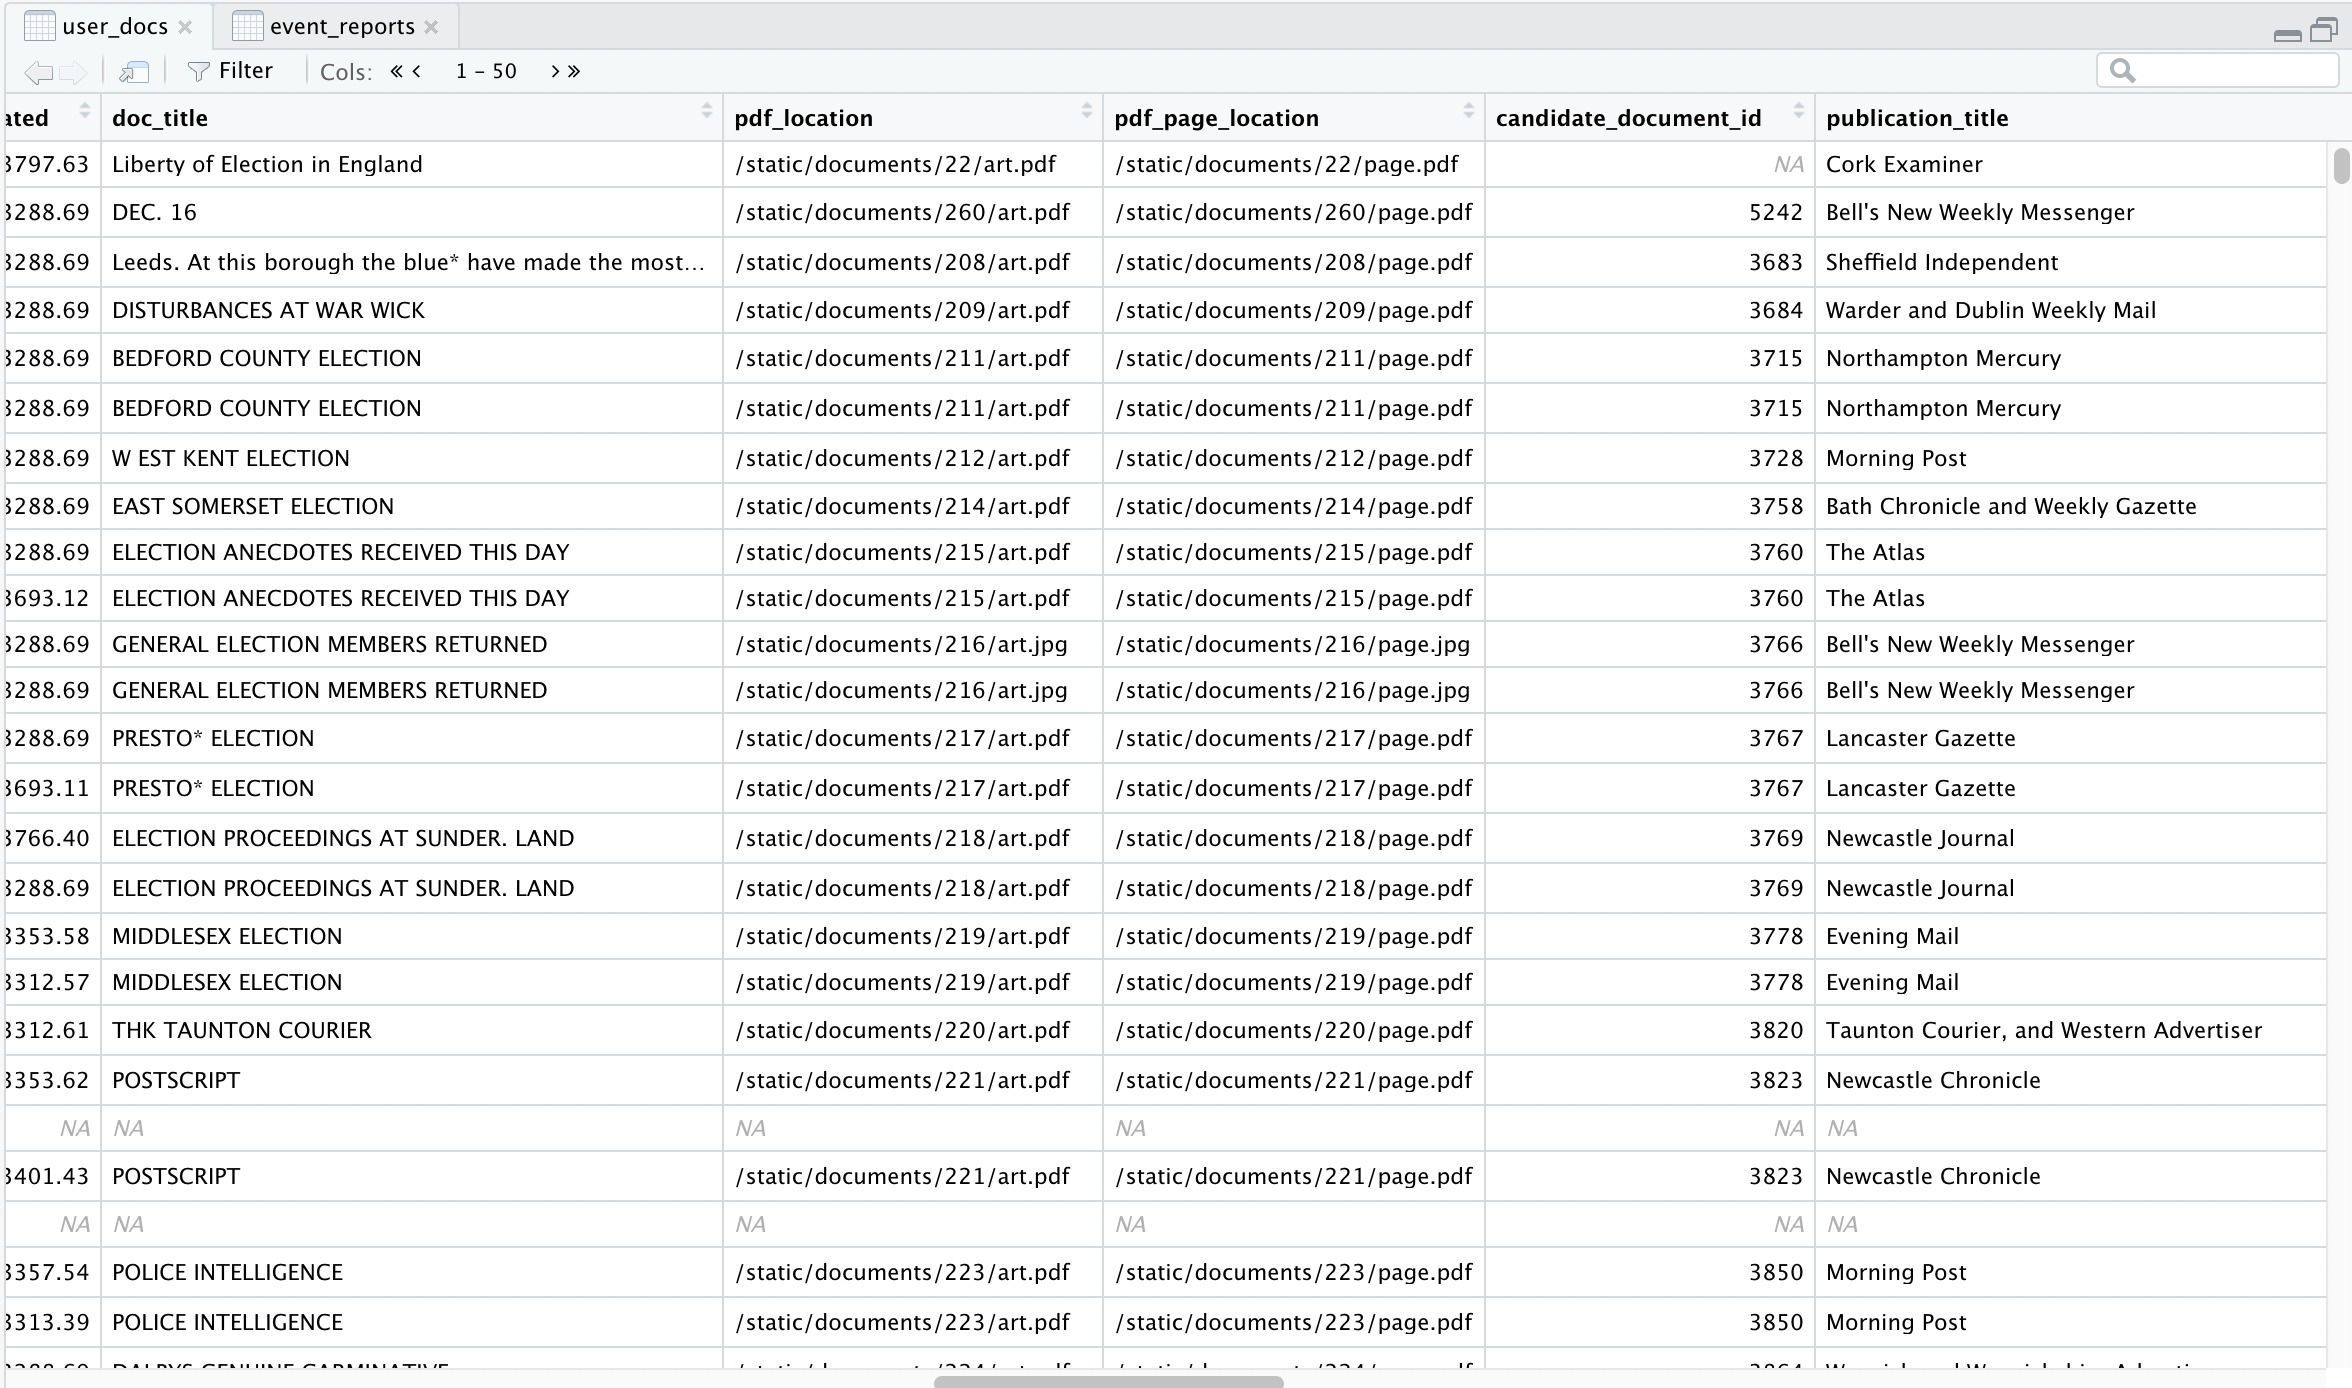 user_docs event_reports
Filter Cols: 1 - 50
ated doc_title pdf_location pdf_page_location candidate_document_id publication_title
3797.63 Liberty of Election in England /static/documents/22/art.pdf /static/documents/22/page.pdf NA Cork Examiner
3288.69 DEC. 16 /static/documents/260/art.pdf /static/documents/260/page.pdf 5242 Bell's New Weekly Messenger
3288.69 Leeds. At this borough the blue* have made the most... /static/documents/208/art.pdf /static/documents/208/page.pdf 3683 Sheffield Independent
3288.69 DISTURBANCES AT WAR WICK /static/documents/209/art.pdf /static/documents/209/page.pdf 3684 Warder and Dublin Weekly Mail
3288.69 BEDFORD COUNTY ELECTION /static/documents/211/art.pdf /static/documents/211/page.pdf 3715 Northampton Mercury
3288.69 BEDFORD COUNTY ELECTION /static/documents/211/art.pdf /static/documents/211/page.pdf 3715 Northampton Mercury
3288.69 W EST KENT ELECTION /static/documents/212/art.pdf /static/documents/212/page.pdf 3728 Morning Post
3288.69 EAST SOMERSET ELECTION /static/documents/214/art.pdf /static/documents/214/page.pdf 3758 Bath Chronicle and Weekly Gazette
3288.69 ELECTION ANECDOTES RECEIVED THIS DAY /static/documents/215/art.pdf /static/documents/215/page.pdf 3760 The Atlas
3693.12 ELECTION ANECDOTES RECEIVED THIS DAY /static/documents/215/art.pdf /static/documents/215/page.pdf 3760 The Atlas
3288.69 GENERAL ELECTION MEMBERS RETURNED /static/documents/216/art.jpg /static/documents/216/page.jpg 3766 Bell's New Weekly Messenger
3288.69 GENERAL ELECTION MEMBERS RETURNED /static/documents/216/art.jpg /static/documents/216/page.jpg 3766 Bell's New Weekly Messenger
3288.69 PRESTO* ELECTION /static/documents/217/art.pdf /static/documents/217/page.pdf 3767 Lancaster Gazette
3693.11 PRESTO* ELECTION /static/documents/217/art.pdf /static/documents/217/page.pdf 3767 Lancaster Gazette
3766.40 ELECTION PROCEEDINGS AT SUNDER. LAND /static/documents/218/art.pdf /static/documents/218/page.pdf 3769 Newcastle Journal
3288.69 ELECTION PROCEEDINGS AT SUNDER. LAND /static/documents/218/art.pdf /static/documents/218/page.pdf 3769 Newcastle Journal
3353.58 MIDDLESEX ELECTION /static/documents/219/art.pdf /static/documents/219/page.pdf 3778 Evening Mail
3312.57 MIDDLESEX ELECTION /static/documents/219/art.pdf /static/documents/219/page.pdf 3778 Evening Mail
3312.61 THK TAUNTON COURIER /static/documents/220/art.pdf /static/documents/220/page.pdf 3820 Taunton Courier, and Western Advertiser
3353.62 POSTSCRIPT /static/documents/221/art.pdf /static/documents/221/page.pdf 3823 Newcastle Chronicle
NA NA NA NA NA NA
3401.43 POSTSCRIPT /static/documents/221/art.pdf /static/documents/221/page.pdf 3823 Newcastle Chronicle
NA NA NA NA NA NA
3357.54 POLICE INTELLIGENCE /static/documents/223/art.pdf /static/documents/223/page.pdf 3850 Morning Post
3313.39 POLICE INTELLIGENCE /static/documents/223/art.pdf /static/documents/223/page.pdf 3850 Morning Post